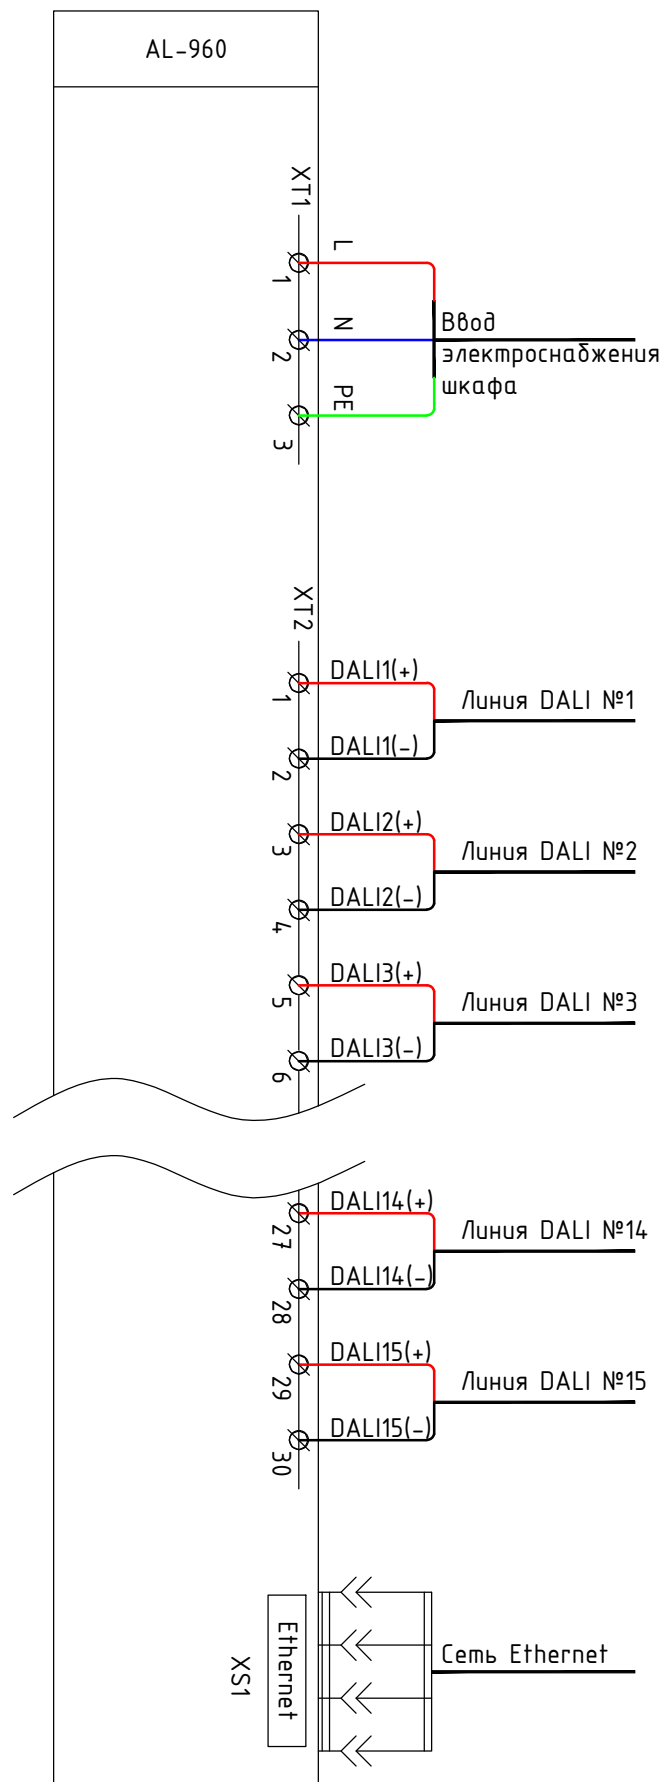 AL-960
XT1
L
1
Ввод
электроснабжения
шкафа
N
2
PE
3
XT2
DALI1(+)
1
Линия DALI №1
DALI1(-)
2
DALI2(+)
3
Линия DALI №2
DALI2(-)
4
DALI3(+)
5
Линия DALI №3
DALI3(-)
6
DALI14(+)
27
Линия DALI №14
DALI14(-)
28
DALI15(+)
29
Линия DALI №15
DALI15(-)
30
Ethernet
XS1
Сеть Ethernet